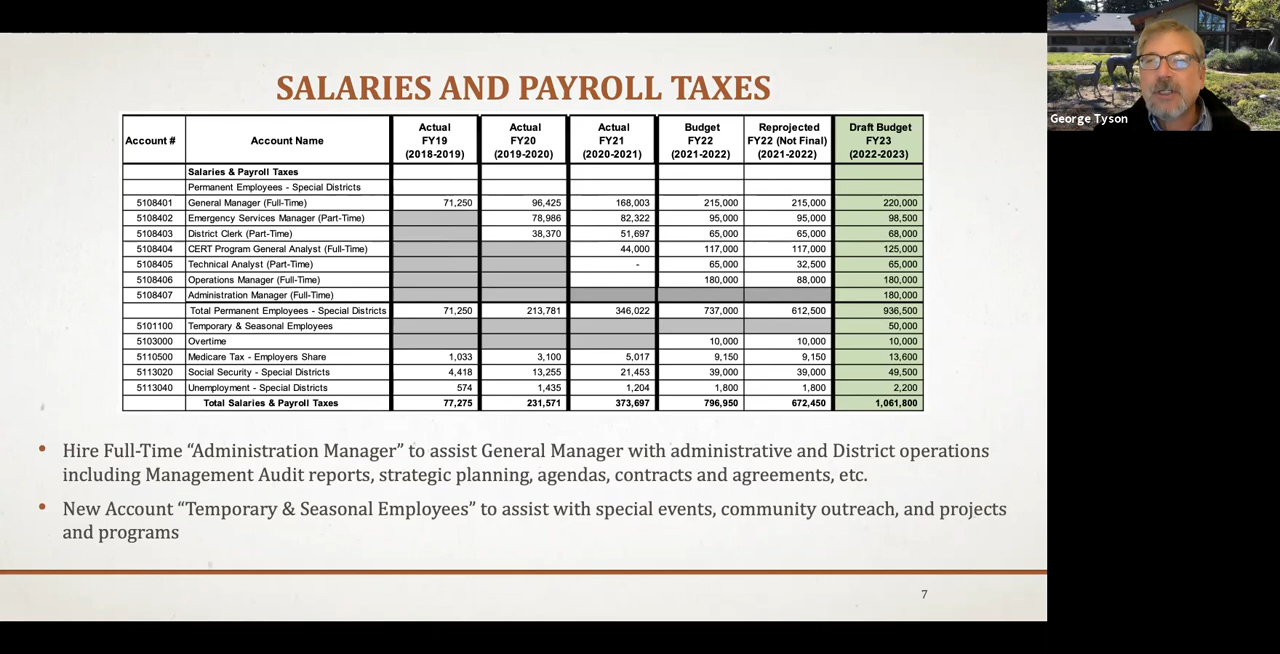 SALARIES AND PAYROLL TAXES
Account # Account Name Actual FY19 (2018-2019) Actual FY20 (2019-2020) Actual FY21 (2020-2021) Budget FY22 (2021-2022) Reprojected FY22 (Not Final) (2021-2022) Draft Budget FY23 (2022-2023)
Salaries & Payroll Taxes
Permanent Employees - Special Districts
5108401 General Manager (Full-Time) 71,250 96,425 168,003 215,000 215,000 220,000
5108402 Emergency Services Manager (Part-Time) 78,986 82,322 95,000 95,000 98,500
5108403 District Clerk (Part-Time) 38,370 51,697 65,000 65,000 68,000
5108404 CERT Program General Analyst (Full-Time) 44,000 117,000 117,000 125,000
5108405 Technical Analyst (Part-Time) - 65,000 32,500 65,000
5108406 Operations Manager (Full-Time) 180,000 88,000 180,000
5108407 Administration Manager (Full-Time) 180,000
Total Permanent Employees - Special Districts 71,250 213,781 346,022 737,000 612,500 936,500
5101100 Temporary & Seasonal Employees 50,000
5103000 Overtime 10,000 10,000 10,000
5110500 Medicare Tax - Employers Share 1,033 3,100 5,017 9,150 9,150 13,600
5113020 Social Security - Special Districts 4,418 13,255 21,453 39,000 39,000 49,500
5113040 Unemployment - Special Districts 574 1,435 1,204 1,800 1,800 2,200
Total Salaries & Payroll Taxes 77,275 231,571 373,697 796,950 672,450 1,061,800
• Hire Full-Time “Administration Manager” to assist General Manager with administrative and District operations
including Management Audit reports, strategic planning, agendas, contracts and agreements, etc.
• New Account “Temporary & Seasonal Employees” to assist with special events, community outreach, and projects
and programs
7
George Tyson